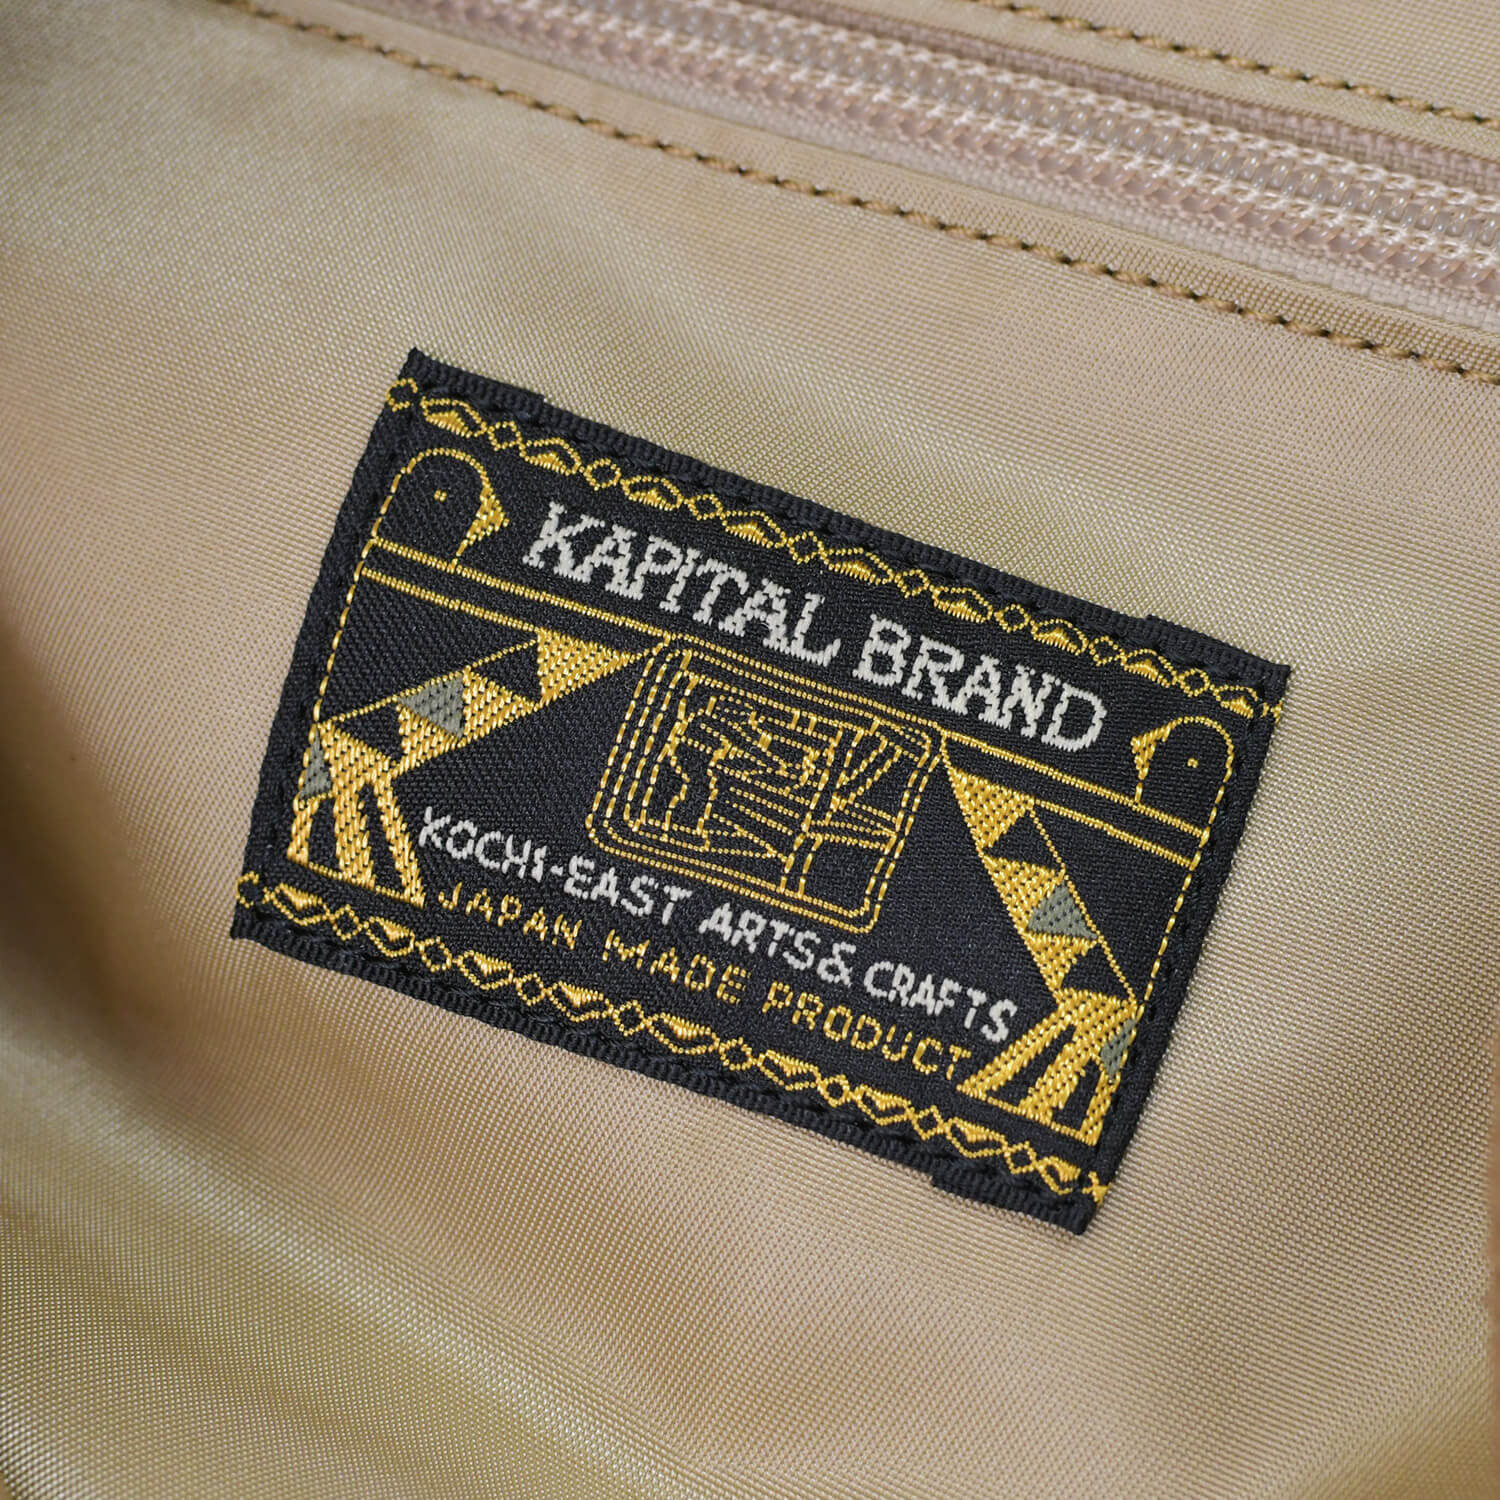 KAPITAL BRAND
KOCHI-EAST ARTS & CRAFTS
JAPAN MADE PRODUCT